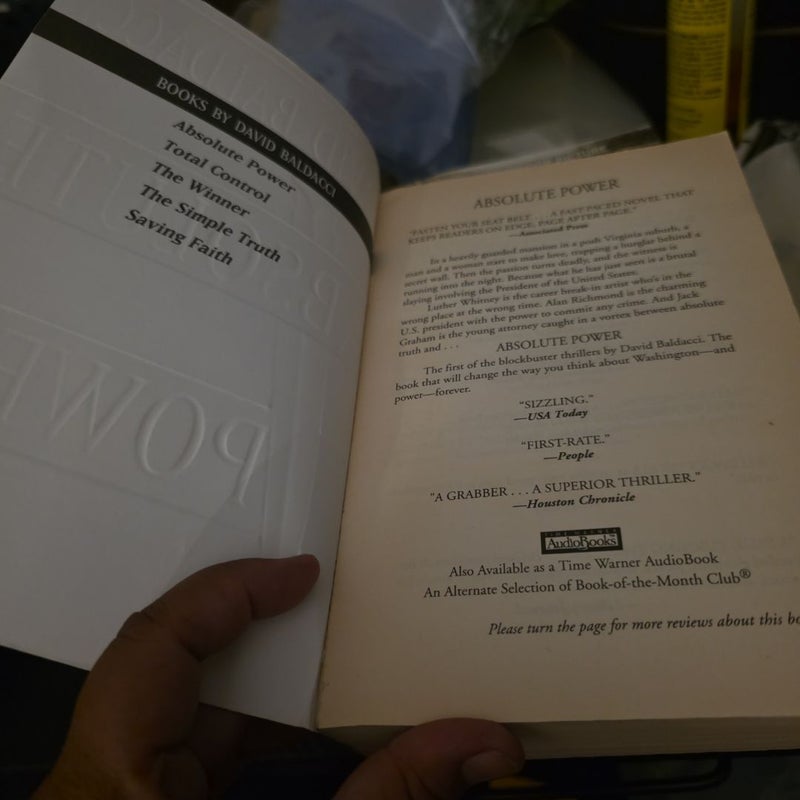 BOOKS BY DAVID BALDACCI
Absolute Power
Total Control
The Winner
The Simple Truth
Saving Faith
ABSOLUTE POWER
"FASTEN YOUR SEAT BELT . . . A FAST-PACED NOVEL THAT
KEEPS READERS ON EDGE, PAGE AFTER PAGE."
—Associated Press
In a heavily guarded mansion in a posh Virginia suburb, a
man and a woman start to make love, trapping a burglar behind a
secret wall. Then the passion turns deadly, and the witness is
running into the night. Because what he has just seen is a brutal
slaying involving the President of the United States.
Luther Whitney is the career break-in artist who's in the
wrong place at the wrong time. Alan Richmond is the charming
U.S. president with the power to commit any crime. And Jack
Graham is the young attorney caught in a vortex between absolute
truth and . . .
ABSOLUTE POWER
The first of the blockbuster thrillers by David Baldacci. The
book that will change the way you think about Washington—and
power—forever.
"SIZZLING."
—USA Today
"FIRST-RATE."
—People
"A GRABBER . . . A SUPERIOR THRILLER."
—Houston Chronicle
TIME WARNER
AudioBooks™
Also Available as a Time Warner AudioBook
An Alternate Selection of Book-of-the-Month Club®
Please turn the page for more reviews about this bo